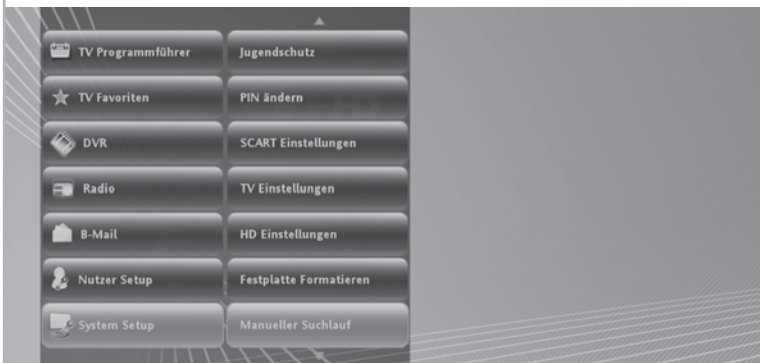 TV Programmführer
Jugendschutz
TV Favoriten
PIN ändern
DVR
SCART Einstellungen
Radio
TV Einstellungen
B-Mail
HD Einstellungen
Nutzer Setup
Festplatte Formatieren
System Setup
Manueller Suchlauf